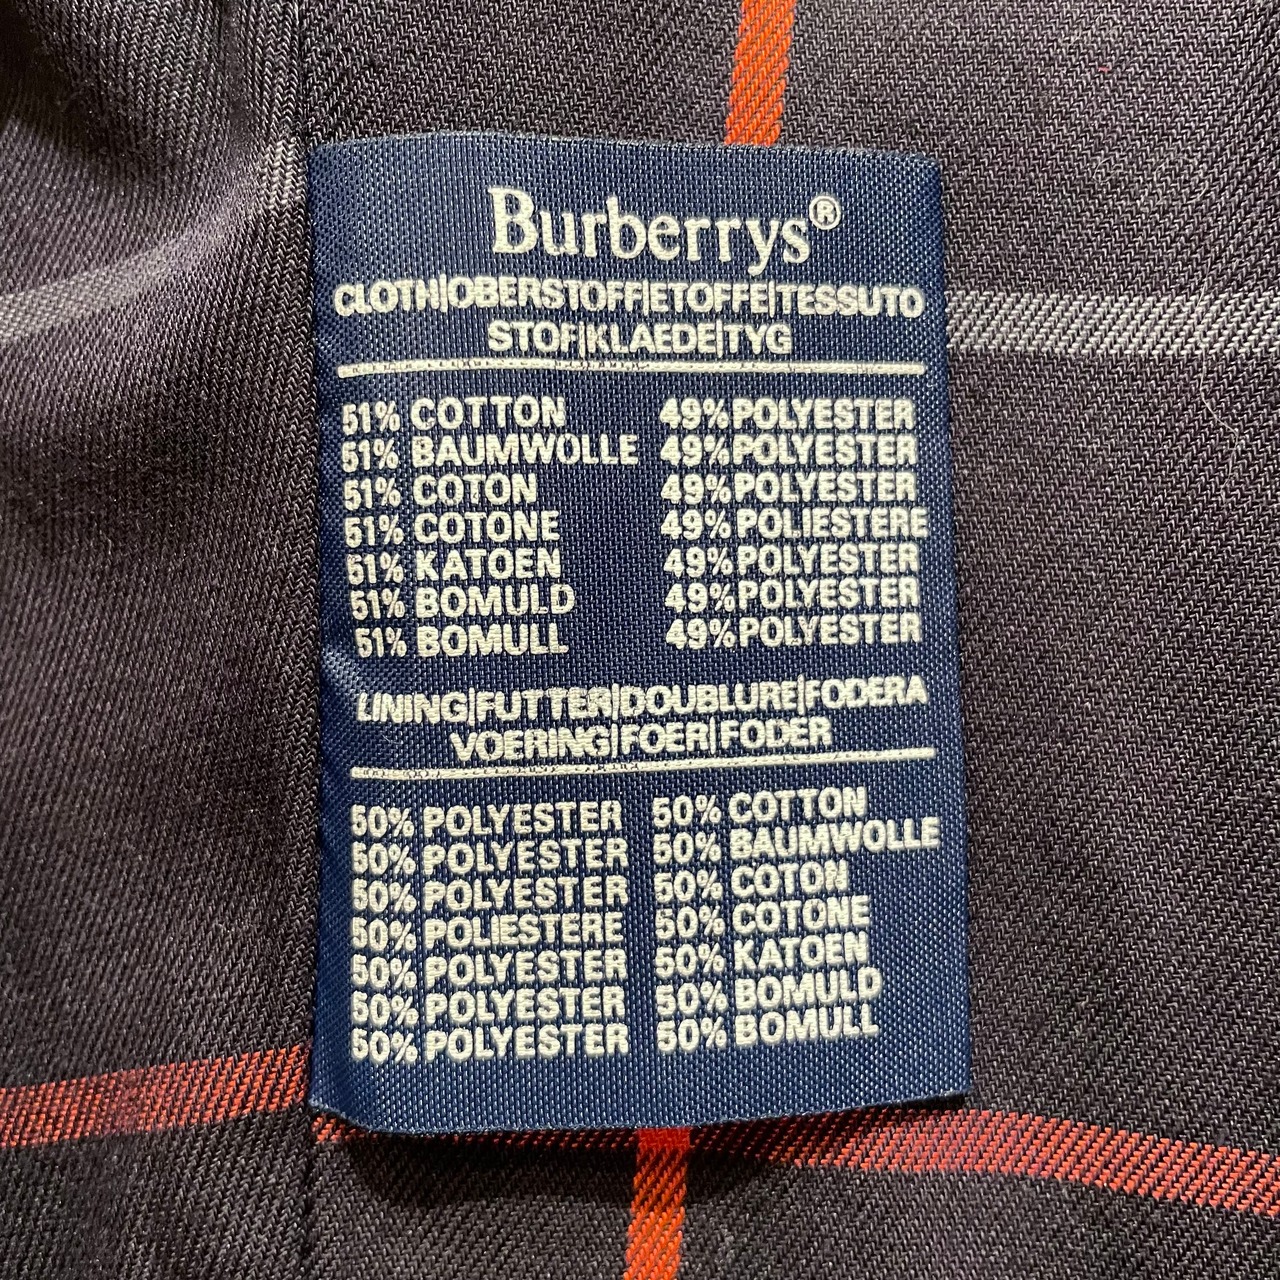 Burberrys®
CLOTH|OBERSTOFF|ETOFFE|TESSUTO
STOF|KLAEDE|TYG
51% COTTON 49% POLYESTER
51% BAUMWOLLE 49% POLYESTER
51% COTON 49% POLYESTER
51% COTONE 49% POLIESTERE
51% KATOEN 49% POLYESTER
51% BOMULD 49% POLYESTER
51% BOMULL 49% POLYESTER
LINING|FUTTER|DOUBLURE|FODERA
VOERING|FOER|FODER
50% POLYESTER 50% COTTON
50% POLYESTER 50% BAUMWOLLE
50% POLYESTER 50% COTON
50% POLIESTERE 50% COTONE
50% POLYESTER 50% KATOEN
50% POLYESTER 50% BOMULD
50% POLYESTER 50% BOMULL